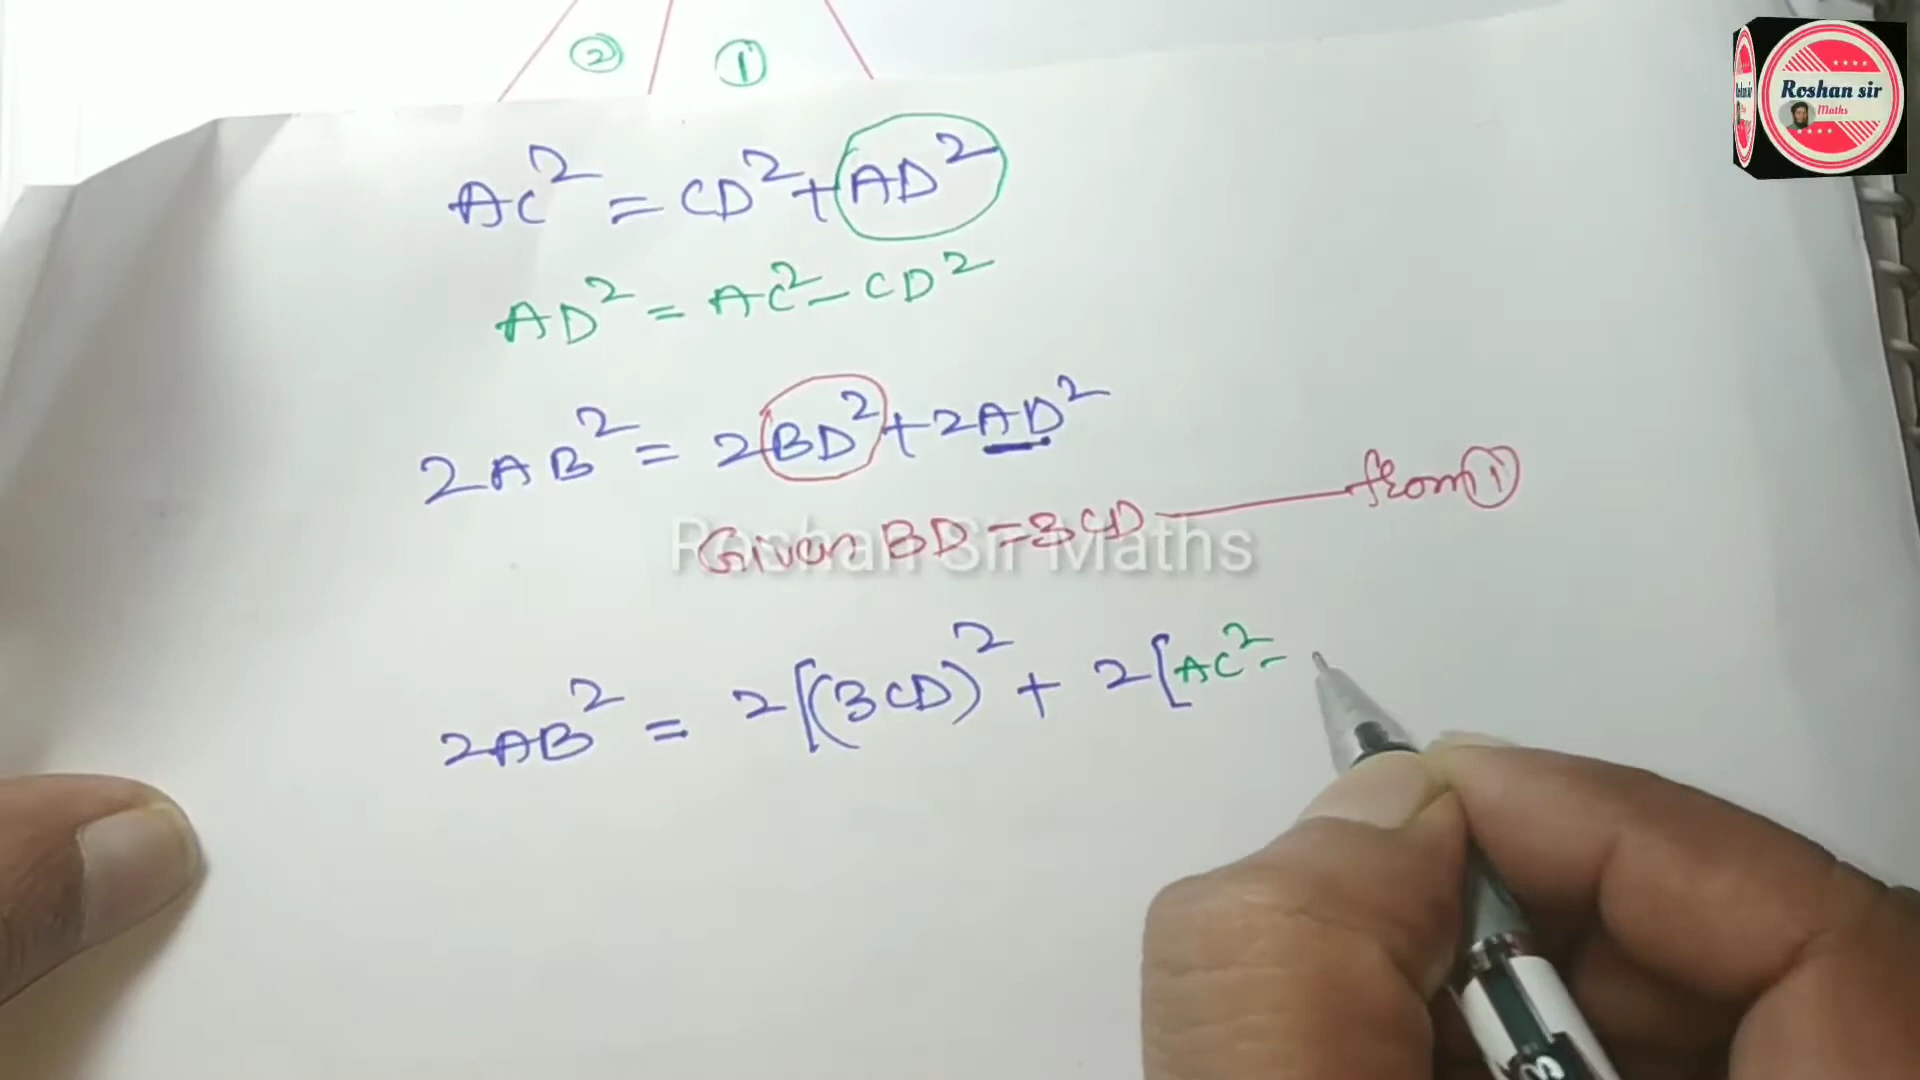 ② ①
Roshan sir
Maths
AC² = CD² + AD²
AD² = AC² - CD²
2AB² = 2BD² + 2AD²
from ①
Given BD = 3CD
Roshan Sir Maths
2AB² = 2[(3CD)² + 2[AC² -